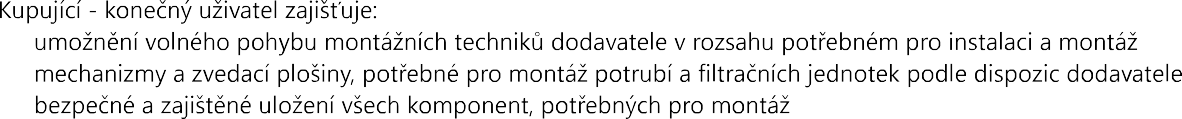 Kupující - konečný uživatel zajišťuje:
umožnění volného pohybu montážních techniků dodavatele v rozsahu potřebném pro instalaci a montáž
mechanizmy a zvedací plošiny, potřebné pro montáž potrubí a filtračních jednotek podle dispozic dodavatele
bezpečné a zajištěné uložení všech komponent, potřebných pro montáž